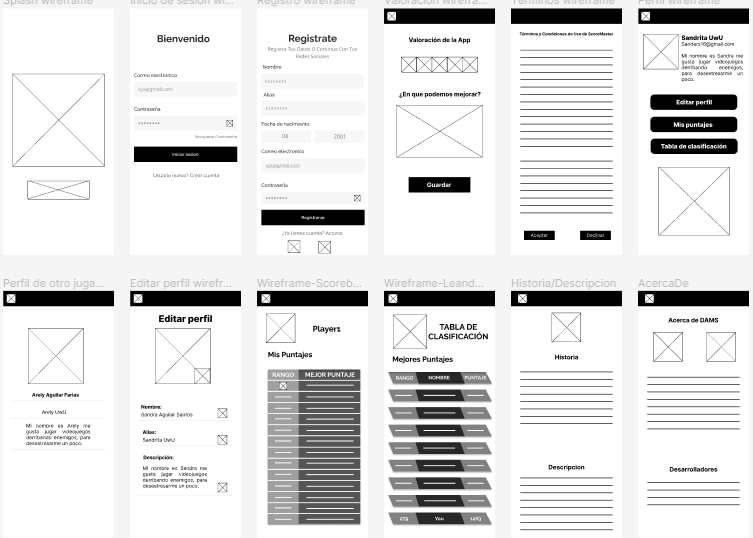 Splash wireframe
Inicio de sesión wi...
Registro wireframe
Valoración wirefra...
Términos wireframe
Perfil wireframe
Bienvenido
Correo electronico
xyz@gmail.com
Contraseña
********
Recuperar Contraseña
Iniciar sesion
Usuario nuevo? Crear cuenta
Registrate
Registra Tus Datos O Continue Con Tus
Redes Sociales
Nombre
xxxxxxxx
Alias
xxxxxxxx
Fecha de nacimiento
08
2001
Correo electronico
xyz@gmail.com
Contraseña
********
Registrarse
¿Ya tienes cuenta? Acceso
Valoración de la App
¿En que podemos mejorar?
Guardar
Términos y Condiciones de Uso de ScoreMaster
Aceptar
Declinar
Sandrita UwU
Sanders16@gmail.com
Mi nombre es Sandra me
gusta jugar videojuegos
derribando enemigos,
para desestresarme un
poco.
Editar perfil
Mis puntajes
Tabla de clasificación
Perfil de otro juga...
Editar perfil wirefr...
Wireframe-Scoreb...
Wireframe-Leand...
Historia/Descripcion
AcercaDe
Arely Aguilar Farias
Arely UwU
Mi nombre es Arely me
gusta jugar videojuegos
derribando enemigos, para
desestresarme un poco.
Editar perfil
Nombre:
Sandra Aguilar Santos
Alias:
Sandrita UwU
Descripción:
Mi nombre es Sandra me
gusta jugar videojuegos
derribando enemigos, para
desestresarme un poco.
Player1
Mis Puntajes
RANGO MEJOR PUNTAJE
TABLA DE
CLASIFICACIÓN
Mejores Puntajes
RANGO NOMBRE PUNTAJE
279 You 1263
Historia
Descripcion
Acerca de DAMS
Desarrolladores